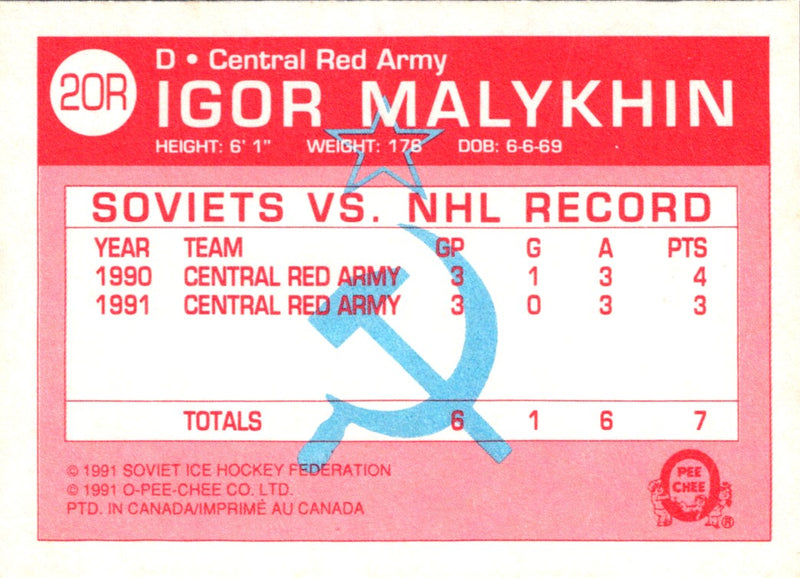 20R
D • Central Red Army
IGOR MALYKHIN
HEIGHT: 6' 1" WEIGHT: 176 DOB: 6-6-69
SOVIETS VS. NHL RECORD
YEAR TEAM GP G A PTS
1990 CENTRAL RED ARMY 3 1 3 4
1991 CENTRAL RED ARMY 3 0 3 3
TOTALS 6 1 6 7
© 1991 SOVIET ICE HOCKEY FEDERATION
© 1991 O-PEE-CHEE CO. LTD.
PTD. IN CANADA/IMPRIMÉ AU CANADA
O PEE CHEE ®